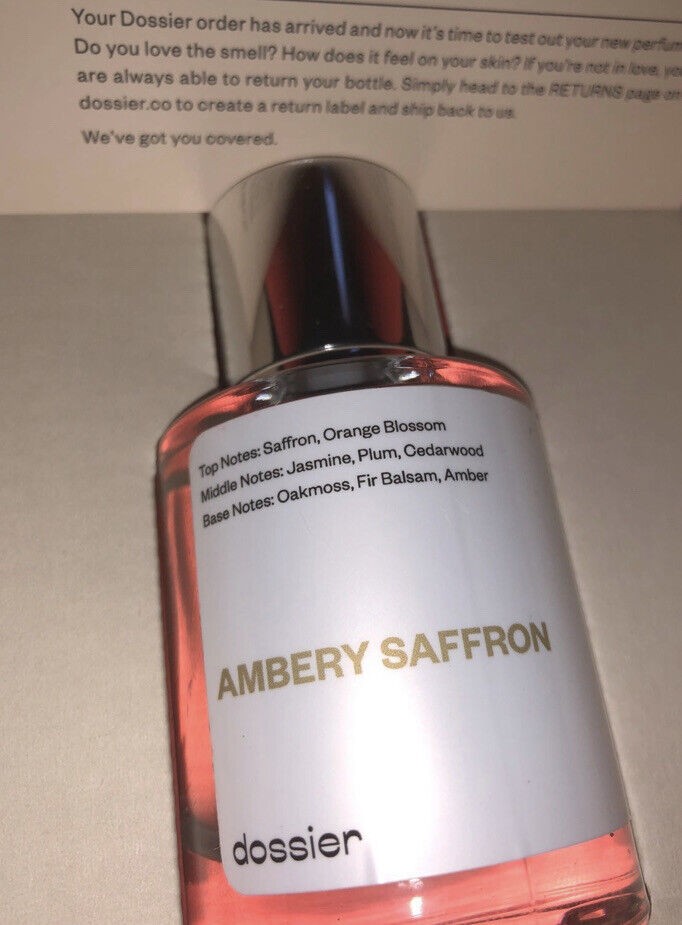 Your Dossier order has arrived and now it's time to test out your new perfum
Do you love the smell? How does it feel on your skin? If you're not in love, yo
are always able to return your bottle. Simply head to the RETURNS page on
dossier.co to create a return label and ship back to us.
We've got you covered.
Top Notes: Saffron, Orange Blossom
Middle Notes: Jasmine, Plum, Cedarwood
Base Notes: Oakmoss, Fir Balsam, Amber
AMBERY SAFFRON
dossier